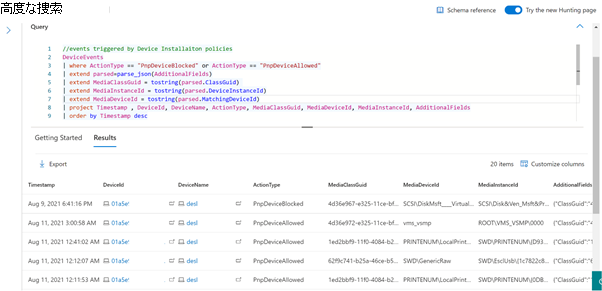 高度な搜索
Schema reference
Try the new Hunting page
Query
1
2 //events triggered by Device Installaiton policies
3 DeviceEvents
4 | where ActionType == "PnpDeviceBlocked" or ActionType == "PnpDeviceAllowed"
5 | extend parsed=parse_json(AdditionalFields)
6 | extend MediaClassGuid = tostring(parsed.ClassGuid)
7 | extend MediaInstanceId = tostring(parsed.DeviceInstanceId)
8 | extend MediaDeviceId = tostring(parsed.MatchingDeviceId)
9 | project Timestamp , DeviceId, DeviceName, ActionType, MediaClassGuid, MediaDeviceId, MediaInstanceId, AdditionalFields
| order by Timestamp desc
Getting Started Results
Export 20 items Customize columns
Timestamp DeviceId DeviceName ActionType MediaClassGuid MediaDeviceId MediaInstanceId AdditionalFields
Aug 9, 2021 6:41:16 PM 01a5e desl PnpDeviceBlocked 4d36e967-e325-11ce-bf... SCSI\DiskMsft____Virtual... SCSI\Disk&Ven_Msft&Pr... {"ClassGuid":"4
Aug 11, 2021 3:00:58 AM 01a5e desl PnpDeviceAllowed 4d36e972-e325-11ce-bf... vms_vsmp ROOT\VMS_VSMP\0000 {"ClassGuid":"4
Aug 11, 2021 12:41:02 AM 01a5e desl PnpDeviceAllowed 1ed2bbf9-11f0-4084-b2... PRINTENUM\LocalPrint... SWD\PRINTENUM\{D93... {"ClassGuid":"1
Aug 11, 2021 12:12:07 AM 01a5e desl PnpDeviceAllowed 62f9c741-b25a-46ce-b5... SWD\GenericRaw SWD\EsclUsb\{1c7822c8... {"ClassGuid":"6
Aug 11, 2021 12:11:53 AM 01a5e desl PnpDeviceAllowed 1ed2bbf9-11f0-4084-b2... PRINTENUM\LocalPrint... SWD\PRINTENUM\{0DB... {"ClassGuid":"